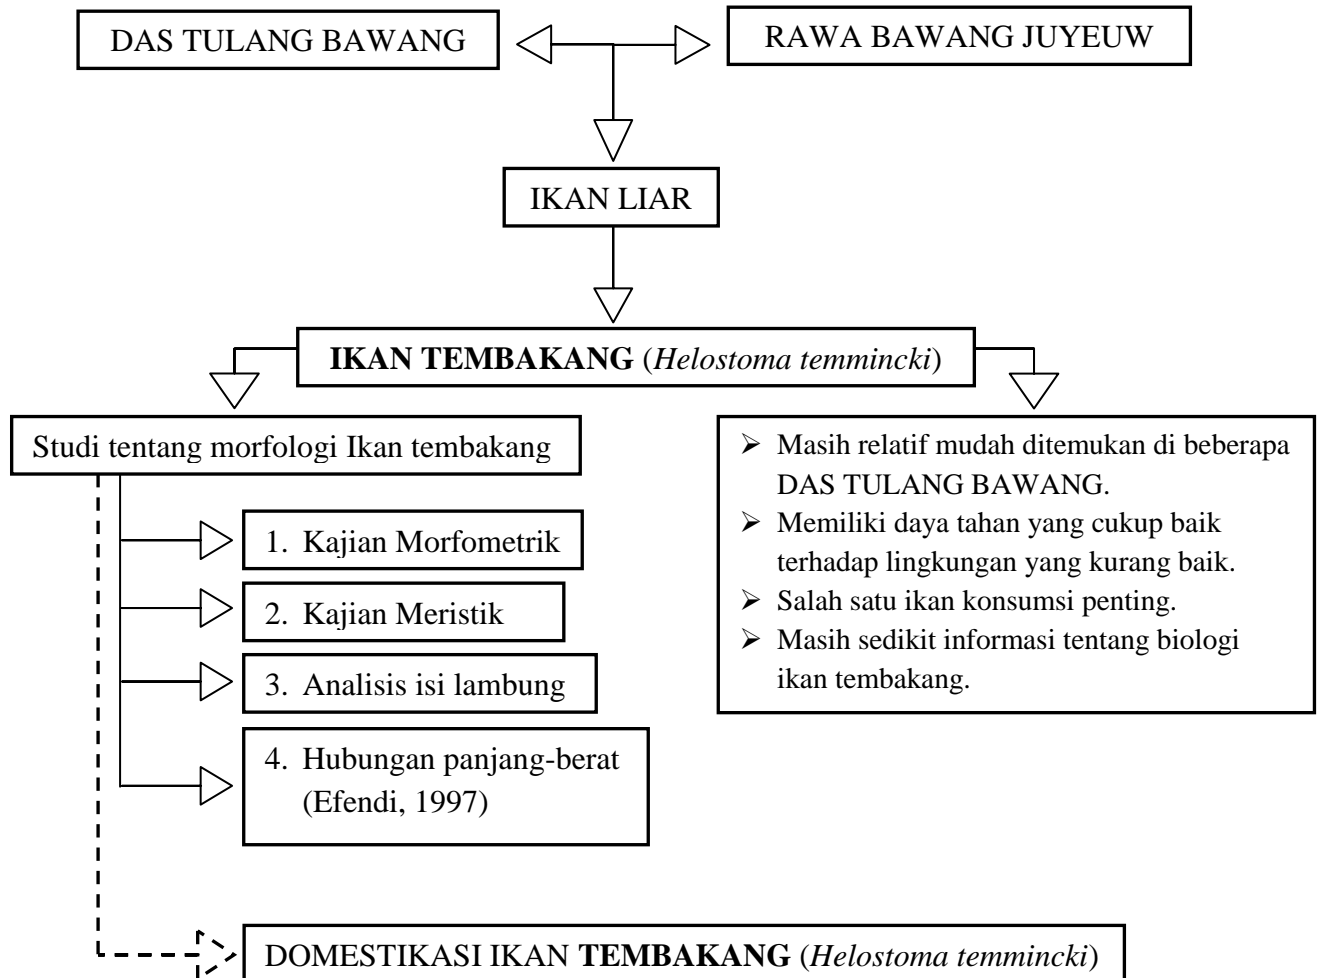 DAS TULANG BAWANG
RAWA BAWANG JUYEUW
IKAN LIAR
IKAN TEMBAKANG (Helostoma temmincki)
Studi tentang morfologi Ikan tembakang
1. Kajian Morfometrik
2. Kajian Meristik
3. Analisis isi lambung
4. Hubungan panjang-berat
(Efendi, 1997)
➢ Masih relatif mudah ditemukan di beberapa
DAS TULANG BAWANG.
➢ Memiliki daya tahan yang cukup baik
terhadap lingkungan yang kurang baik.
➢ Salah satu ikan konsumsi penting.
➢ Masih sedikit informasi tentang biologi
ikan tembakang.
DOMESTIKASI IKAN TEMBAKANG (Helostoma temmincki)